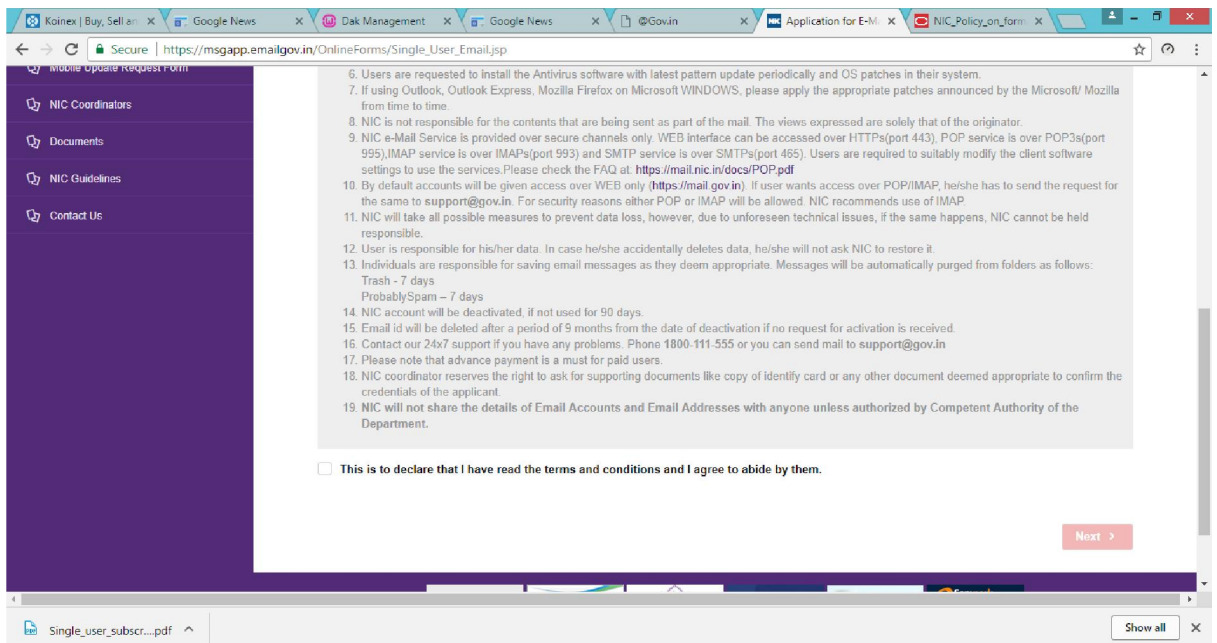 Koinex | Buy, Sell an
Google News
Dak Management
Google News
@Gov.in
Application for E-M
NIC_Policy_on_form
Secure | https://msgapp.emailgov.in/OnlineForms/Single_User_Email.jsp
Mobile Update Request Form
NIC Coordinators
Documents
NIC Guidelines
Contact Us
6. Users are requested to install the Antivirus software with latest pattern update periodically and OS patches in their system.
7. If using Outlook, Outlook Express, Mozilla Firefox on Microsoft WINDOWS, please apply the appropriate patches announced by the Microsoft/ Mozilla
from time to time.
8. NIC is not responsible for the contents that are being sent as part of the mail. The views expressed are solely that of the originator.
9. NIC e-Mail Service is provided over secure channels only. WEB interface can be accessed over HTTPs(port 443), POP service is over POP3s(port
995),IMAP service is over IMAPs(port 993) and SMTP service is over SMTPs(port 465). Users are required to suitably modify the client software
settings to use the services.Please check the FAQ at. https://mail.nic.in/docs/POP.pdf
10. By default accounts will be given access over WEB only (https://mail.gov.in). If user wants access over POP/IMAP, he/she has to send the request for
the same to support@gov.in. For security reasons either POP or IMAP will be allowed. NIC recommends use of IMAP.
11. NIC will take all possible measures to prevent data loss, however, due to unforeseen technical issues, if the same happens, NIC cannot be held
responsible.
12. User is responsible for his/her data. In case he/she accidentally deletes data, he/she will not ask NIC to restore it.
13. Individuals are responsible for saving email messages as they deem appropriate. Messages will be automatically purged from folders as follows:
Trash - 7 days
ProbablySpam – 7 days
14. NIC account will be deactivated, if not used for 90 days.
15. Email id will be deleted after a period of 9 months from the date of deactivation if no request for activation is received.
16. Contact our 24x7 support if you have any problems. Phone 1800-111-555 or you can send mail to support@gov.in
17. Please note that advance payment is a must for paid users.
18. NIC coordinator reserves the right to ask for supporting documents like copy of identify card or any other document deemed appropriate to confirm the
credentials of the applicant.
19. NIC will not share the details of Email Accounts and Email Addresses with anyone unless authorized by Competent Authority of the
Department.
This is to declare that I have read the terms and conditions and I agree to abide by them.
Next >
Single_user_subscr....pdf
Show all